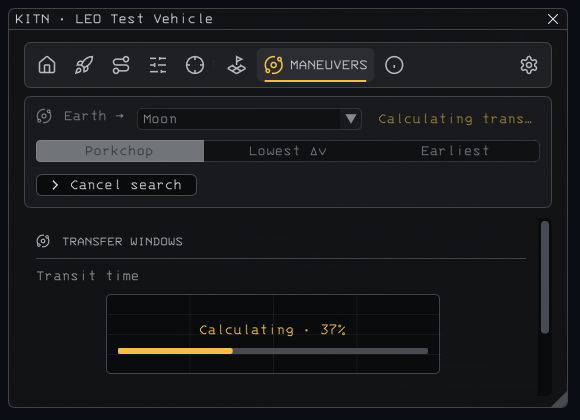 KITN · LEO Test Vehicle
MANEUVERS
Earth → Moon Calculating trans…
Porkchop Lowest Δv Earliest
> Cancel search
TRANSFER WINDOWS
Transit time
Calculating · 37%